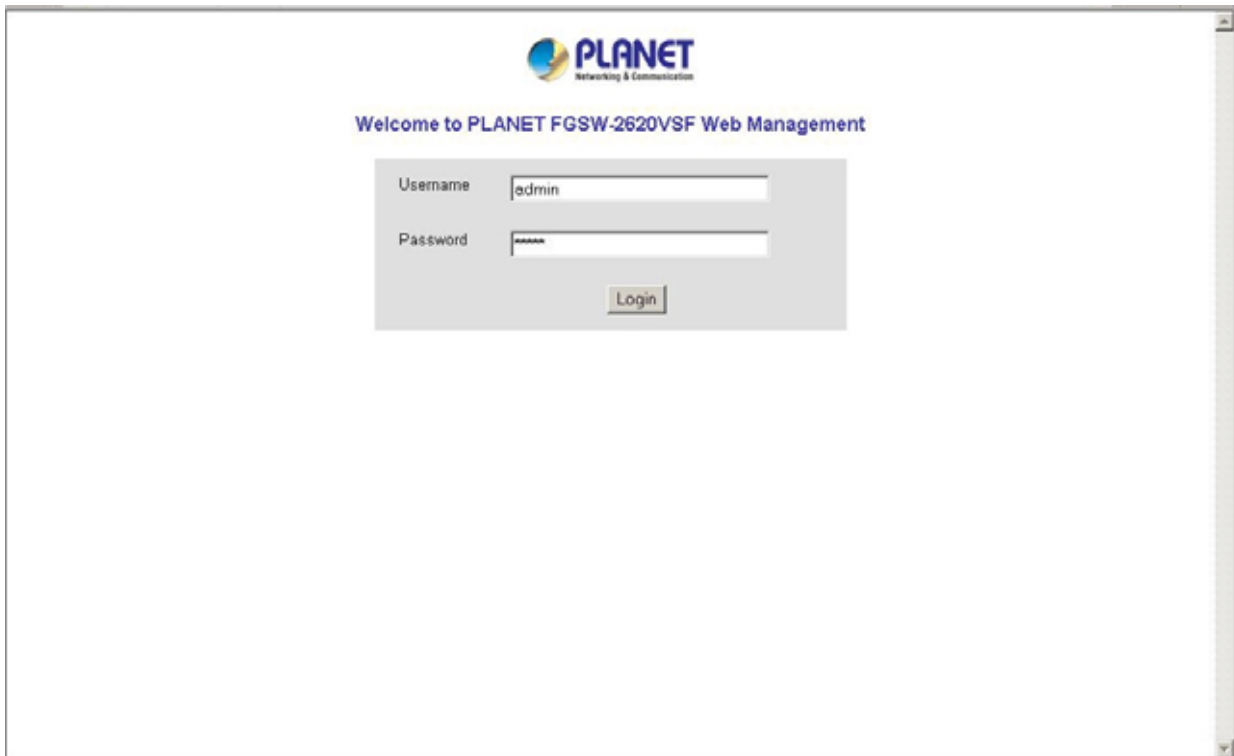 PLANET
Networking & Communication
Welcome to PLANET FGSW-2620VSF Web Management
Username admin
Password *****
Login